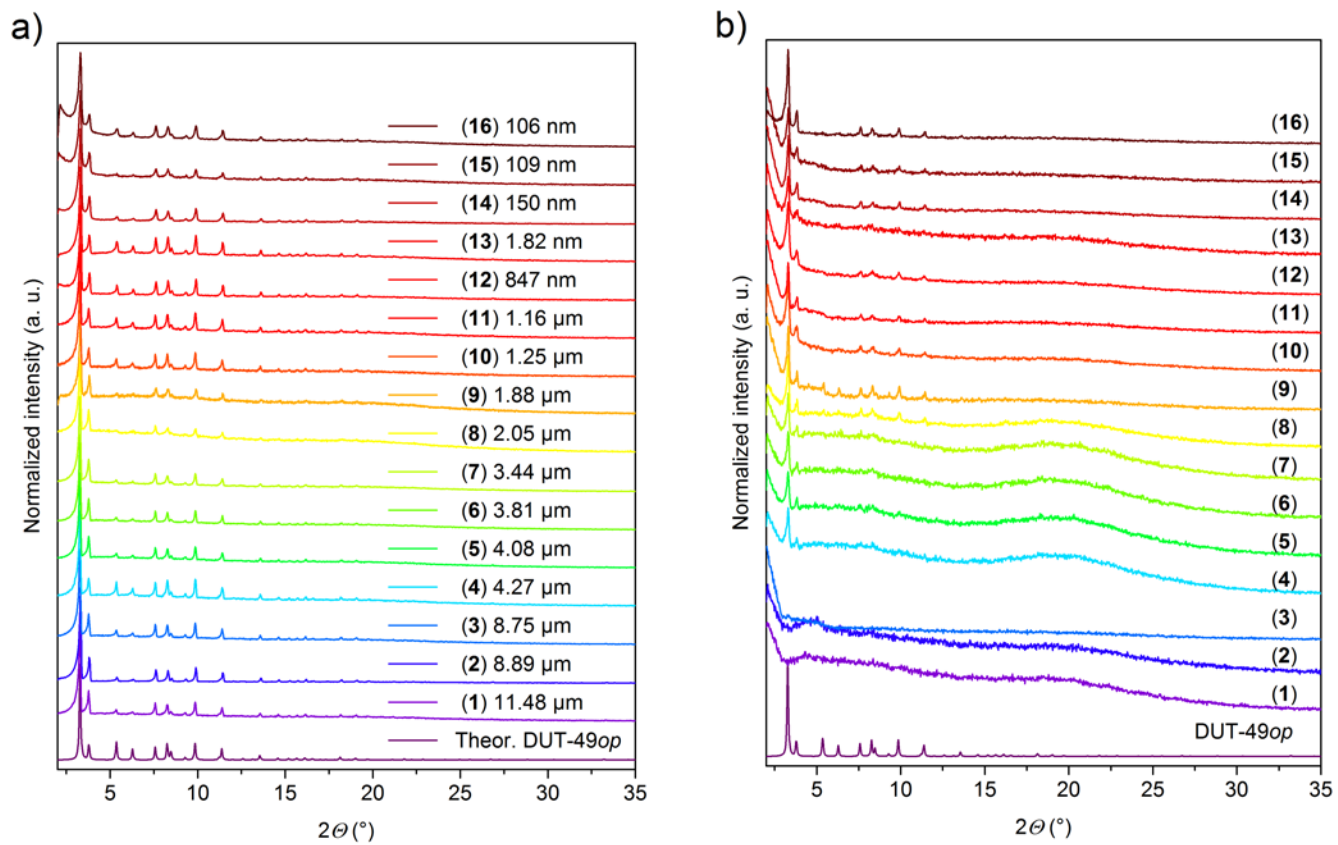 a)
Normalized intensity (a. u.)
(16) 106 nm
(15) 109 nm
(14) 150 nm
(13) 1.82 nm
(12) 847 nm
(11) 1.16 µm
(10) 1.25 µm
(9) 1.88 µm
(8) 2.05 µm
(7) 3.44 µm
(6) 3.81 µm
(5) 4.08 µm
(4) 4.27 µm
(3) 8.75 µm
(2) 8.89 µm
(1) 11.48 µm
Theor. DUT-49op
5 10 15 20 25 30 35
2Θ (°)
b)
Normalized intensity (a. u.)
(16)
(15)
(14)
(13)
(12)
(11)
(10)
(9)
(8)
(7)
(6)
(5)
(4)
(3)
(2)
(1)
DUT-49op
5 10 15 20 25 30 35
2Θ (°)